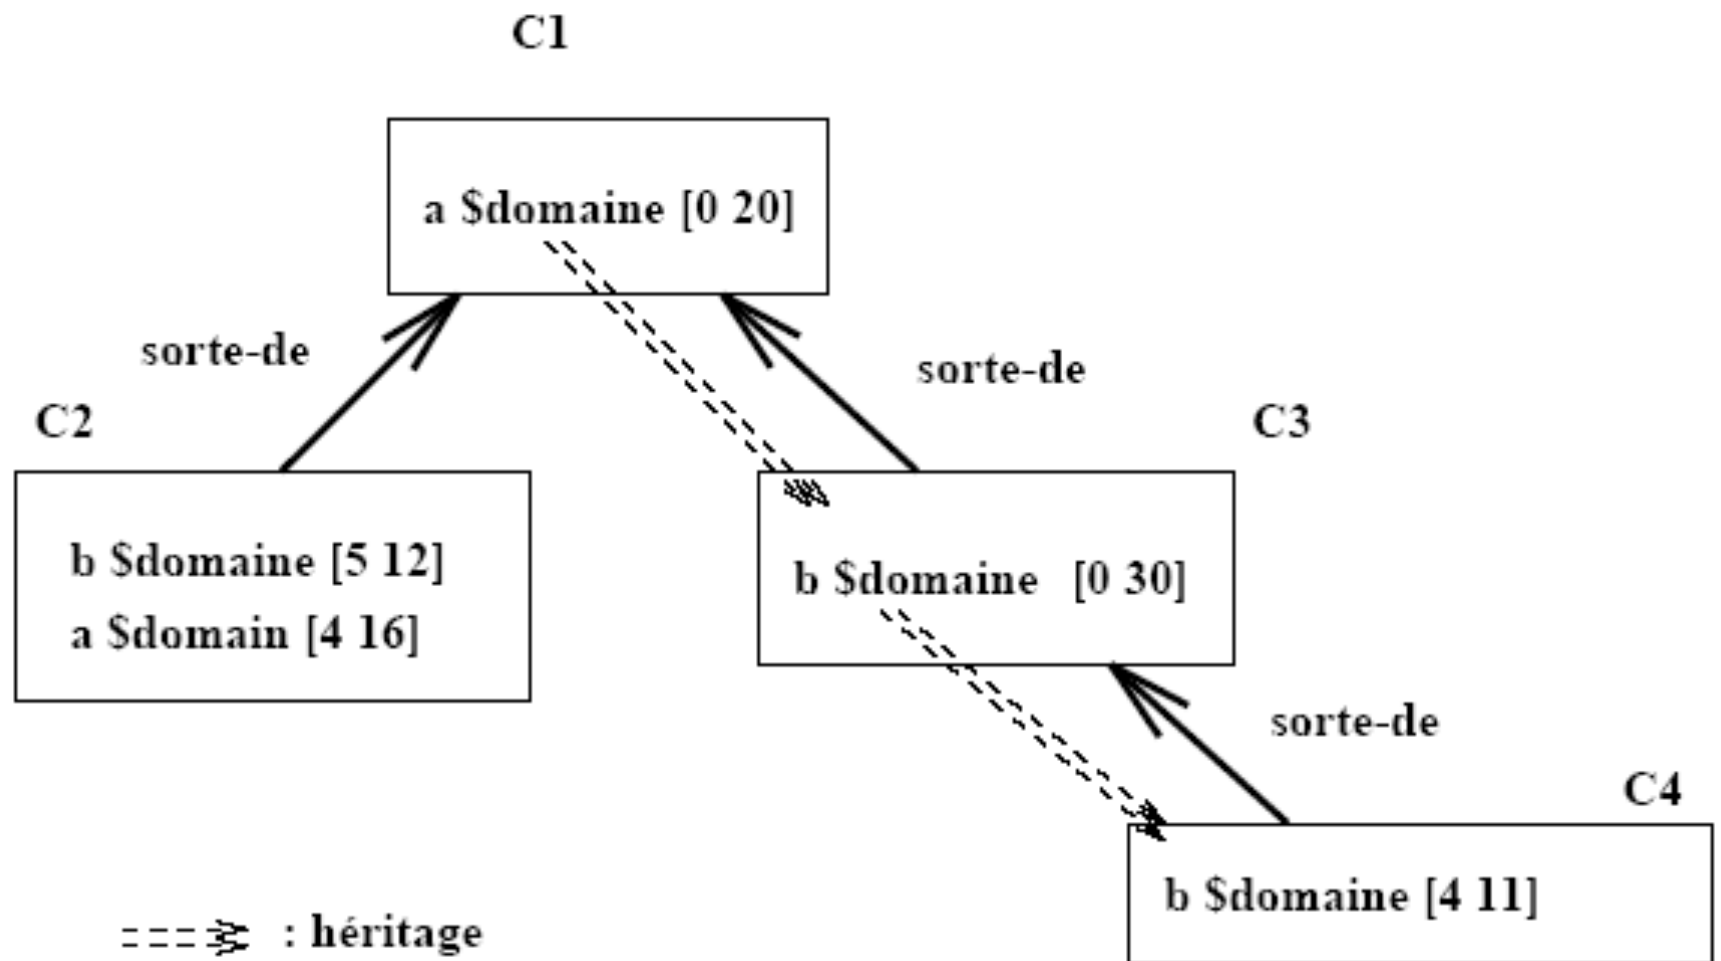 C1
a $domaine [0 20]
sorte-de
sorte-de
C2
C3
b $domaine [5 12]
a $domain [4 16]
b $domaine [0 30]
sorte-de
C4
b $domaine [4 11]
: héritage